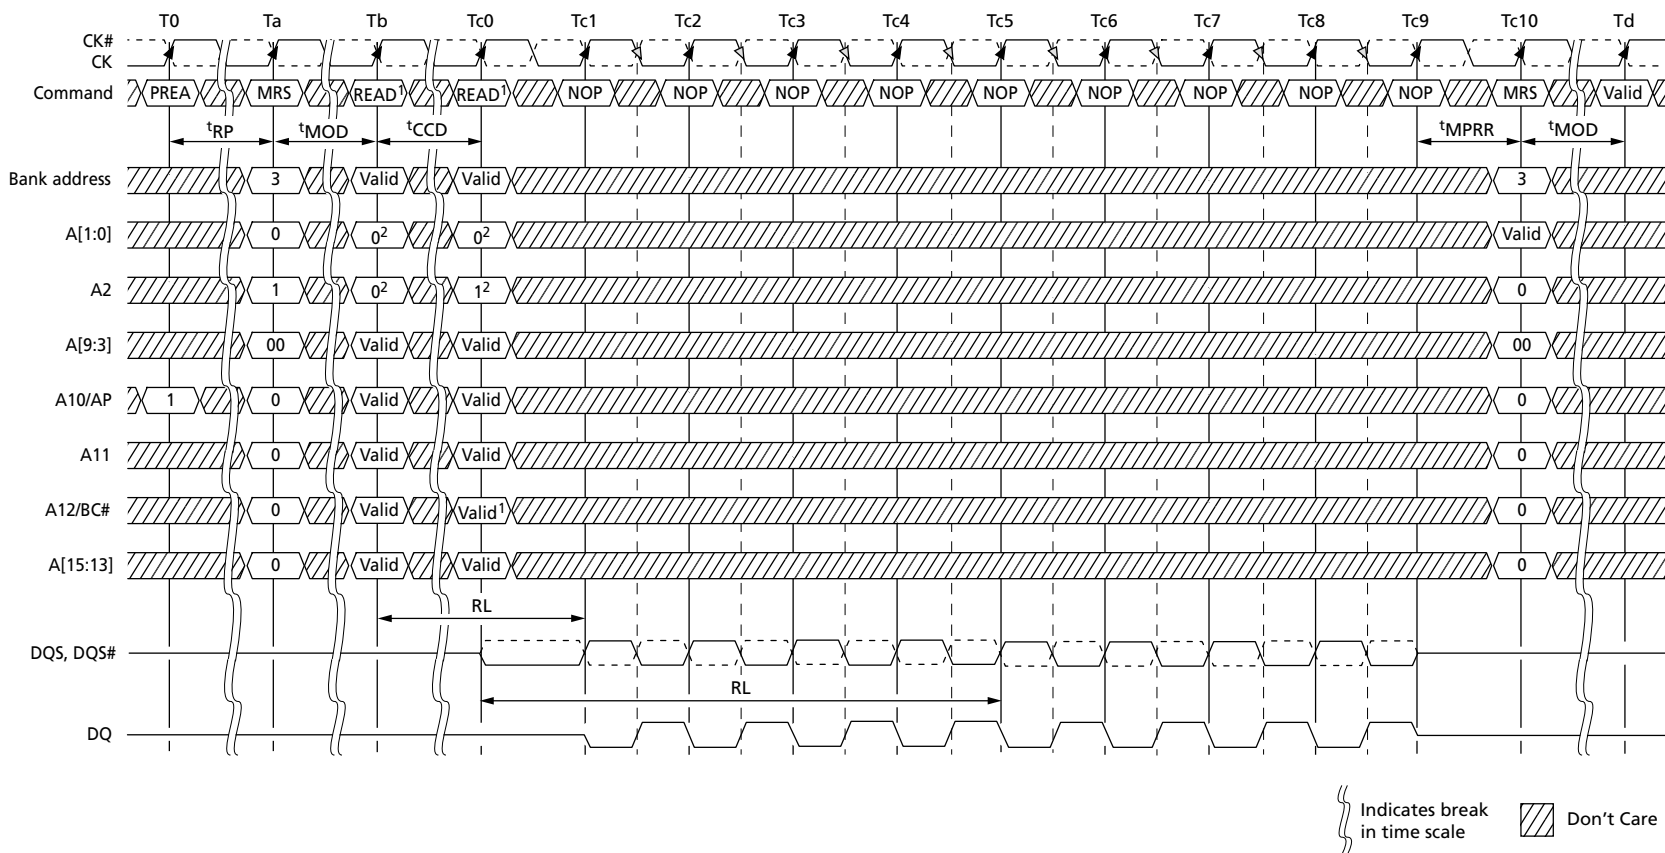 T0 Ta Tb Tc0 Tc1 Tc2 Tc3 Tc4 Tc5 Tc6 Tc7 Tc8 Tc9 Tc10 Td
CK#
CK
Command PREA MRS READ¹ READ¹ NOP NOP NOP NOP NOP NOP NOP NOP NOP MRS Valid
tRP tMOD tCCD tMPRR tMOD
Bank address 3 Valid Valid 3
A[1:0] 0 0² 0² Valid
A2 1 0² 1² 0
A[9:3] 00 Valid Valid 00
A10/AP 1 0 Valid Valid 0
A11 0 Valid Valid 0
A12/BC# 0 Valid Valid¹ 0
A[15:13] 0 Valid Valid 0
RL
DQS, DQS#
RL
DQ
Indicates break
in time scale
Don't Care